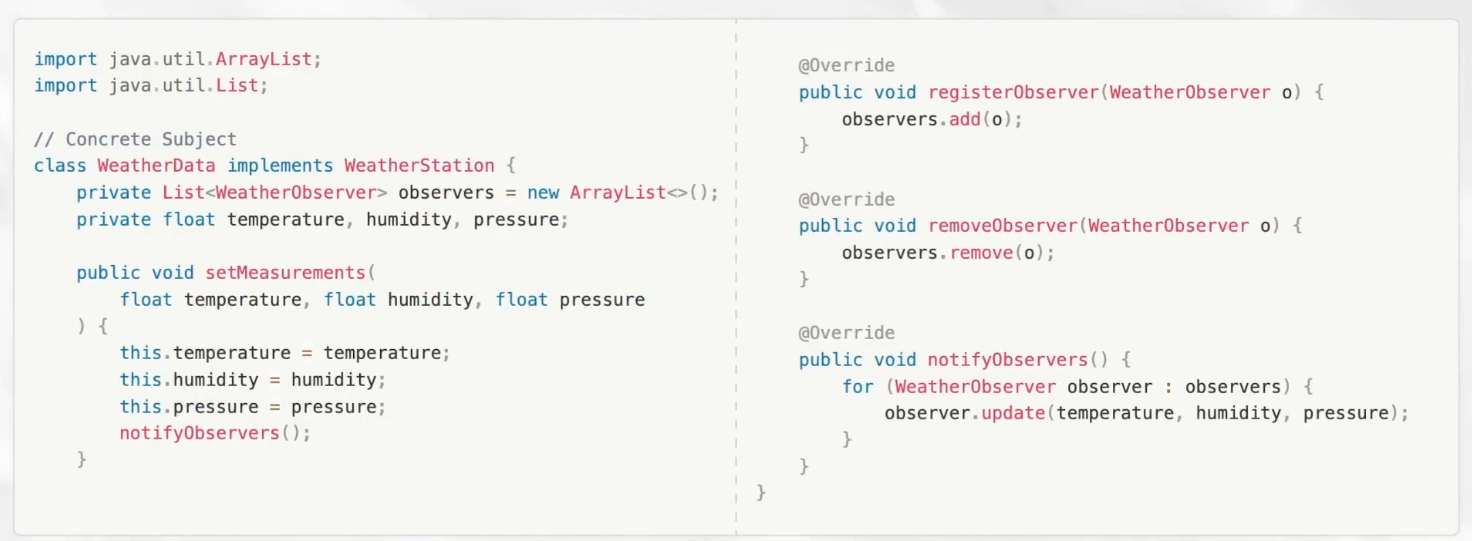 import java.util.ArrayList;
import java.util.List;

// Concrete Subject
class WeatherData implements WeatherStation {
    private List<WeatherObserver> observers = new ArrayList<>();
    private float temperature, humidity, pressure;

    public void setMeasurements(
        float temperature, float humidity, float pressure
    ) {
        this.temperature = temperature;
        this.humidity = humidity;
        this.pressure = pressure;
        notifyObservers();
    }

    @Override
    public void registerObserver(WeatherObserver o) {
        observers.add(o);
    }

    @Override
    public void removeObserver(WeatherObserver o) {
        observers.remove(o);
    }

    @Override
    public void notifyObservers() {
        for (WeatherObserver observer : observers) {
            observer.update(temperature, humidity, pressure);
        }
    }
}